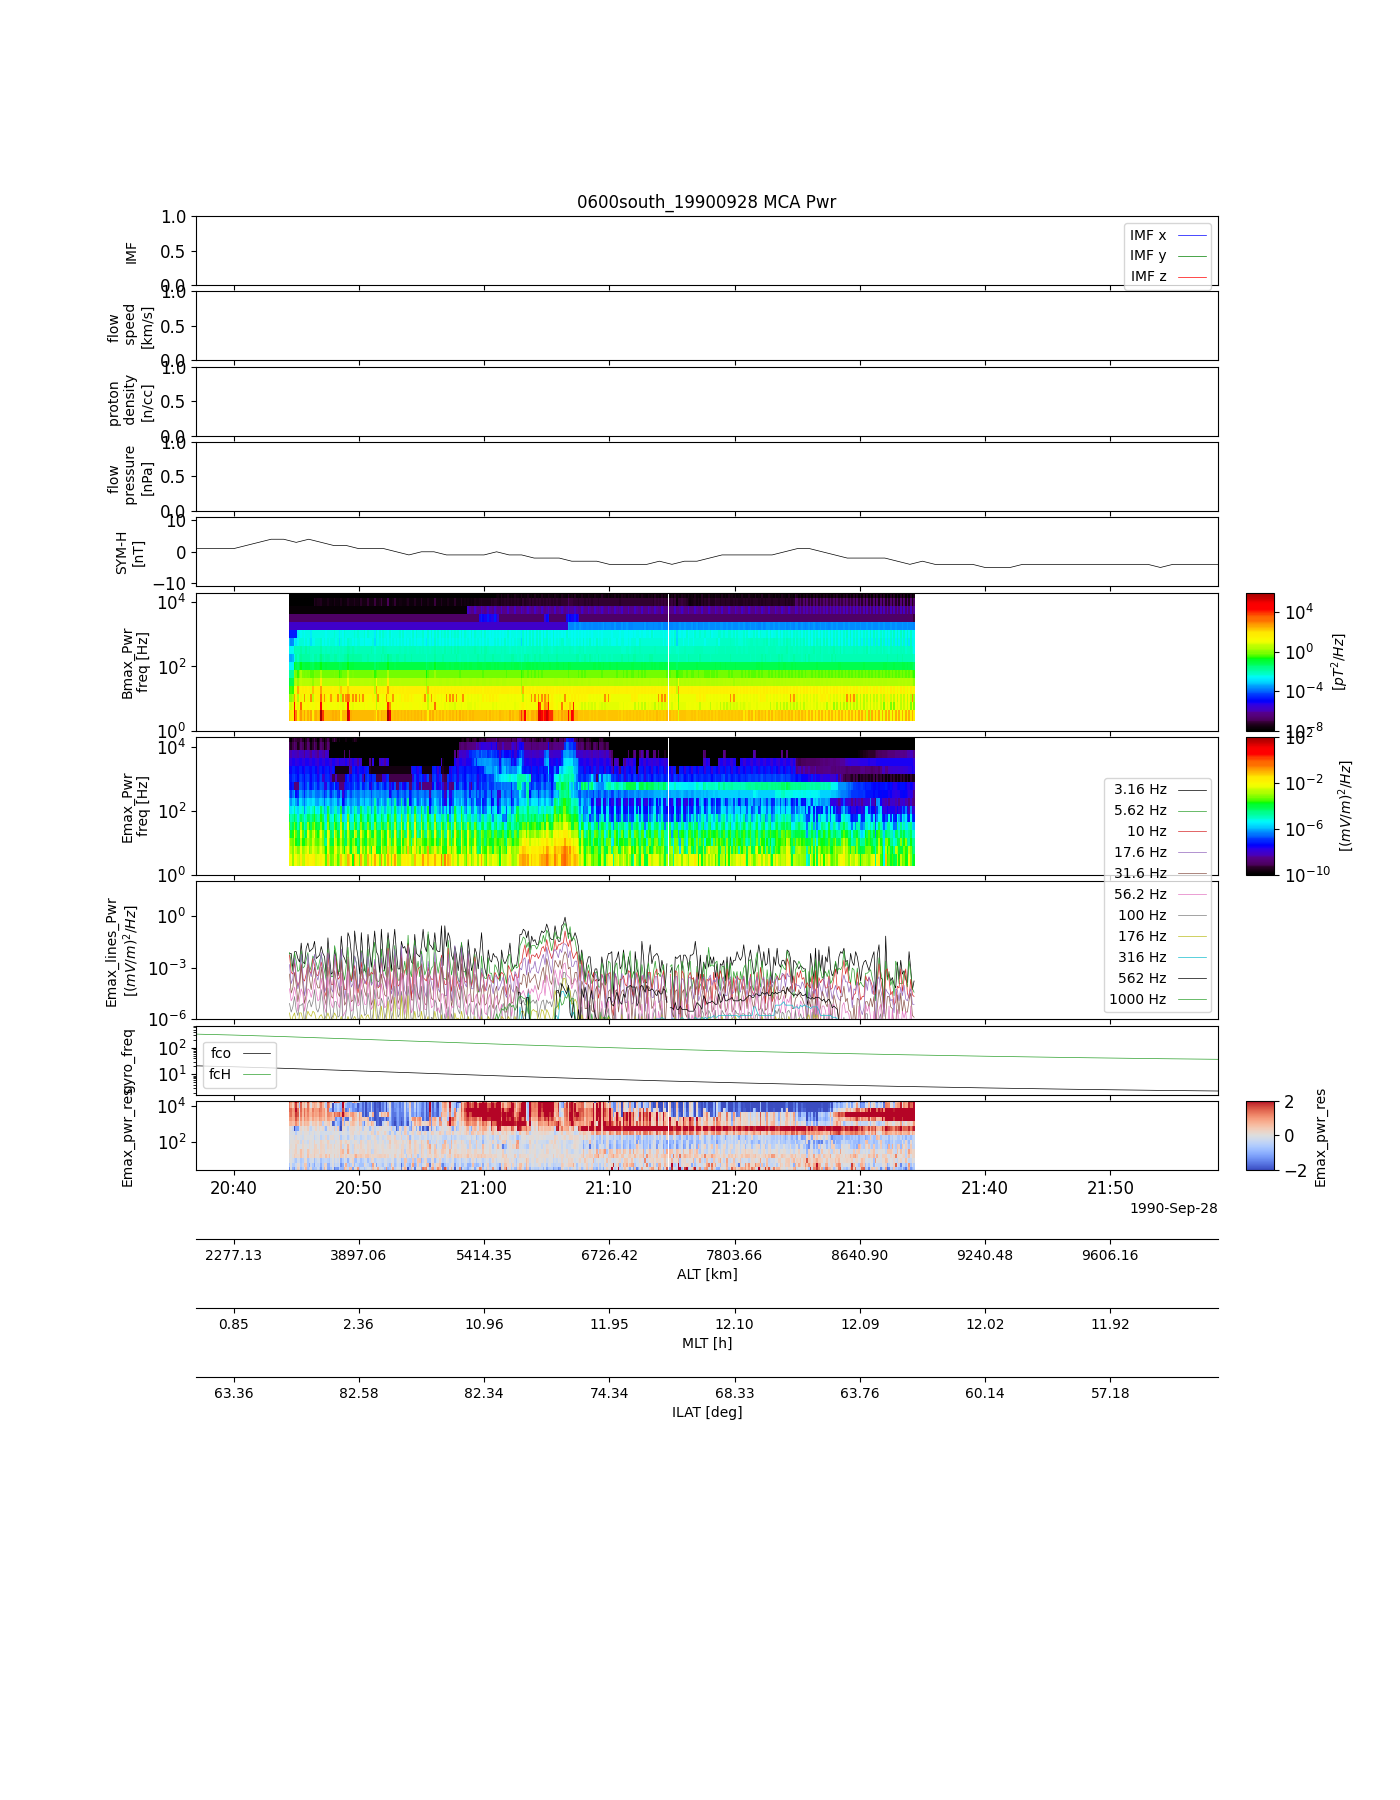 0600south_19900928 MCA Pwr
1.0
0.5
0.0
IMF
IMF x
IMF y
IMF z
1.0
0.5
0.0
flow
speed
[km/s]
1.0
0.5
0.0
proton
density
[n/cc]
1.0
0.5
0.0
flow
pressure
[nPa]
10
0
−10
SYM-H
[nT]
10^4
10^2
10^0
Bmax_Pwr
freq [Hz]
10^4
10^0
10^−4
10^−8
[pT^2/Hz]
10^4
10^2
10^0
Emax_Pwr
freq [Hz]
10^2
10^−2
10^−6
10^−10
[(mV/m)^2/Hz]
3.16 Hz
5.62 Hz
10 Hz
17.6 Hz
31.6 Hz
56.2 Hz
100 Hz
176 Hz
316 Hz
562 Hz
1000 Hz
10^0
10^−3
10^−6
Emax_lines_Pwr
[(mV/m)^2/Hz]
10^2
10^1
gyro_freq
fco
fcH
10^4
10^2
Emax_pwr_res
2
0
−2
Emax_pwr_res
20:40 20:50 21:00 21:10 21:20 21:30 21:40 21:50
1990-Sep-28
2277.13 3897.06 5414.35 6726.42 7803.66 8640.90 9240.48 9606.16
ALT [km]
0.85 2.36 10.96 11.95 12.10 12.09 12.02 11.92
MLT [h]
63.36 82.58 82.34 74.34 68.33 63.76 60.14 57.18
ILAT [deg]